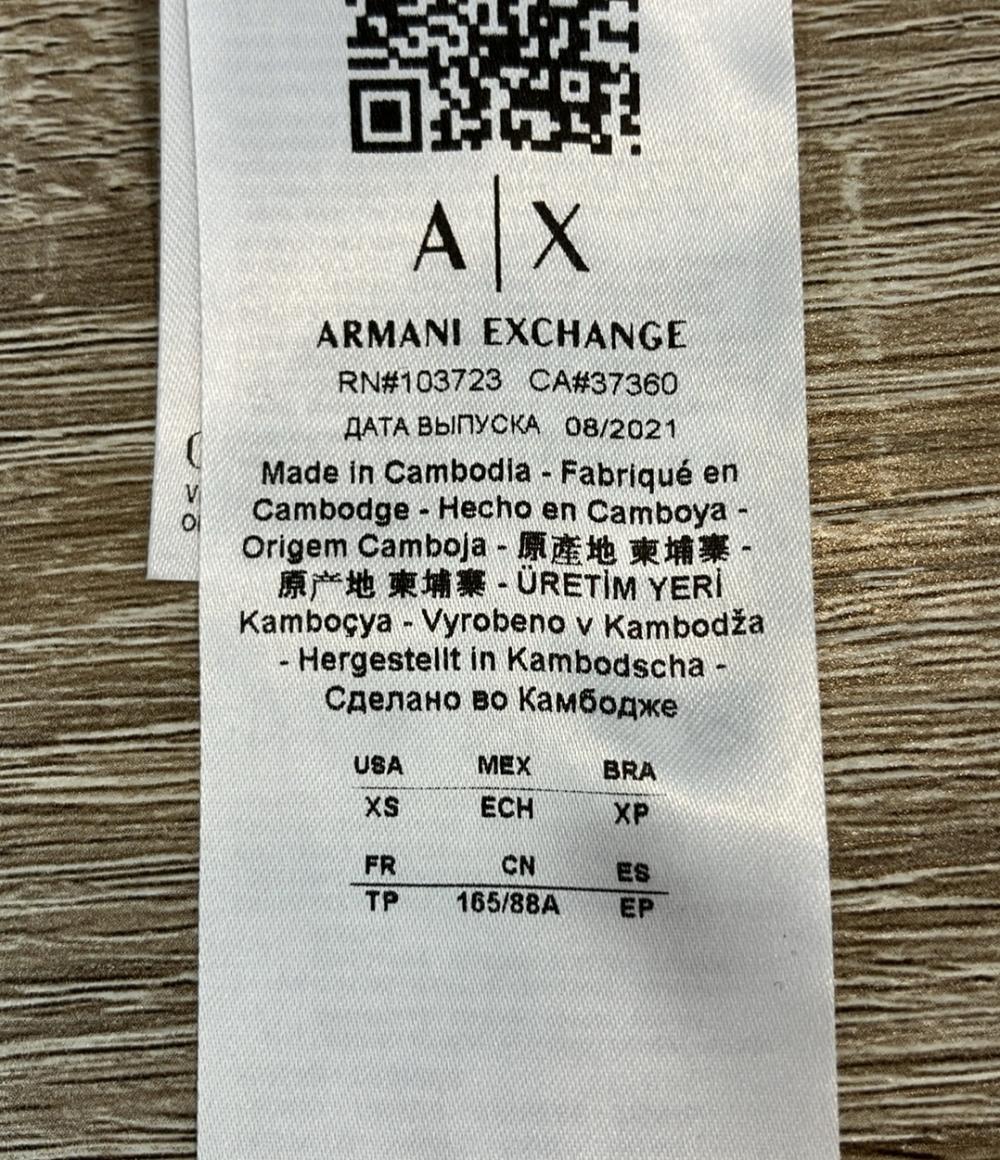 A|X
ARMANI EXCHANGE
RN#103723 CA#37360
ДАТА ВЫПУСКА 08/2021
Made in Cambodia - Fabriqué en
Cambodge - Hecho en Camboya -
Origem Camboja - 原產地 柬埔寨 -
原产地 柬埔寨 - ÜRETİM YERİ
Kamboçya - Vyrobeno v Kambodža
- Hergestellt in Kambodscha -
Сделано во Камбодже
USA MEX BRA
XS ECH XP
FR CN ES
TP 165/88A EP